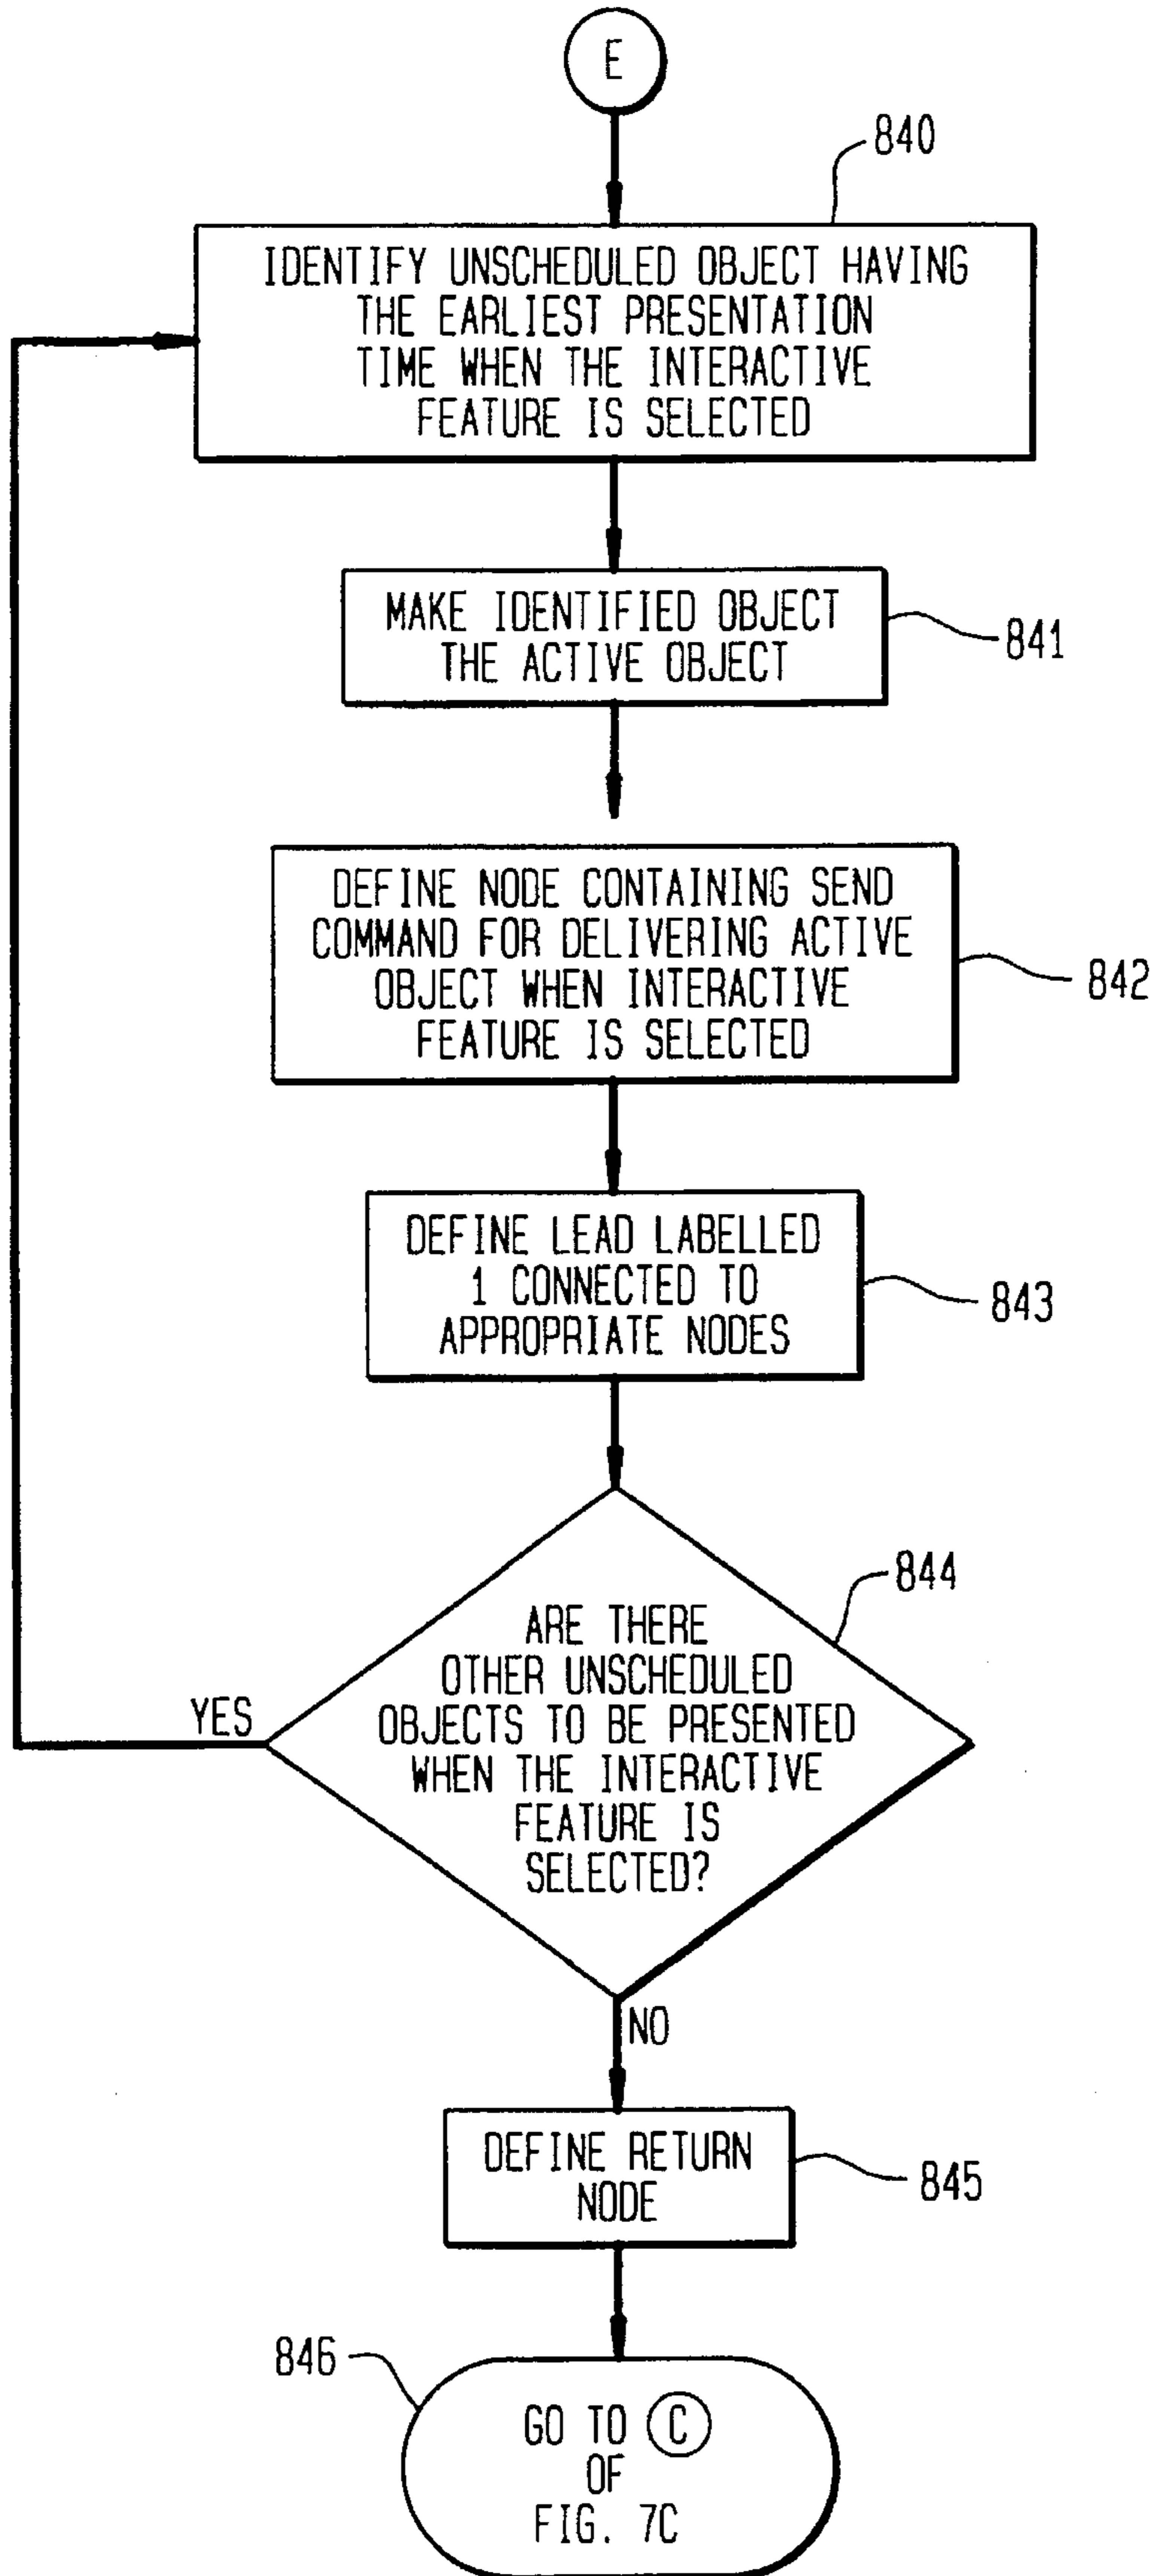 E
840
IDENTIFY UNSCHEDULED OBJECT HAVING
THE EARLIEST PRESENTATION
TIME WHEN THE INTERACTIVE
FEATURE IS SELECTED
MAKE IDENTIFIED OBJECT
THE ACTIVE OBJECT
841
DEFINE NODE CONTAINING SEND
COMMAND FOR DELIVERING ACTIVE
OBJECT WHEN INTERACTIVE
FEATURE IS SELECTED
842
DEFINE LEAD LABELLED
1 CONNECTED TO
APPROPRIATE NODES
843
844
ARE THERE
OTHER UNSCHEDULED
OBJECTS TO BE PRESENTED
WHEN THE INTERACTIVE
FEATURE IS
SELECTED?
YES
NO
DEFINE RETURN
NODE
845
846
GO TO C
OF
FIG. 7C